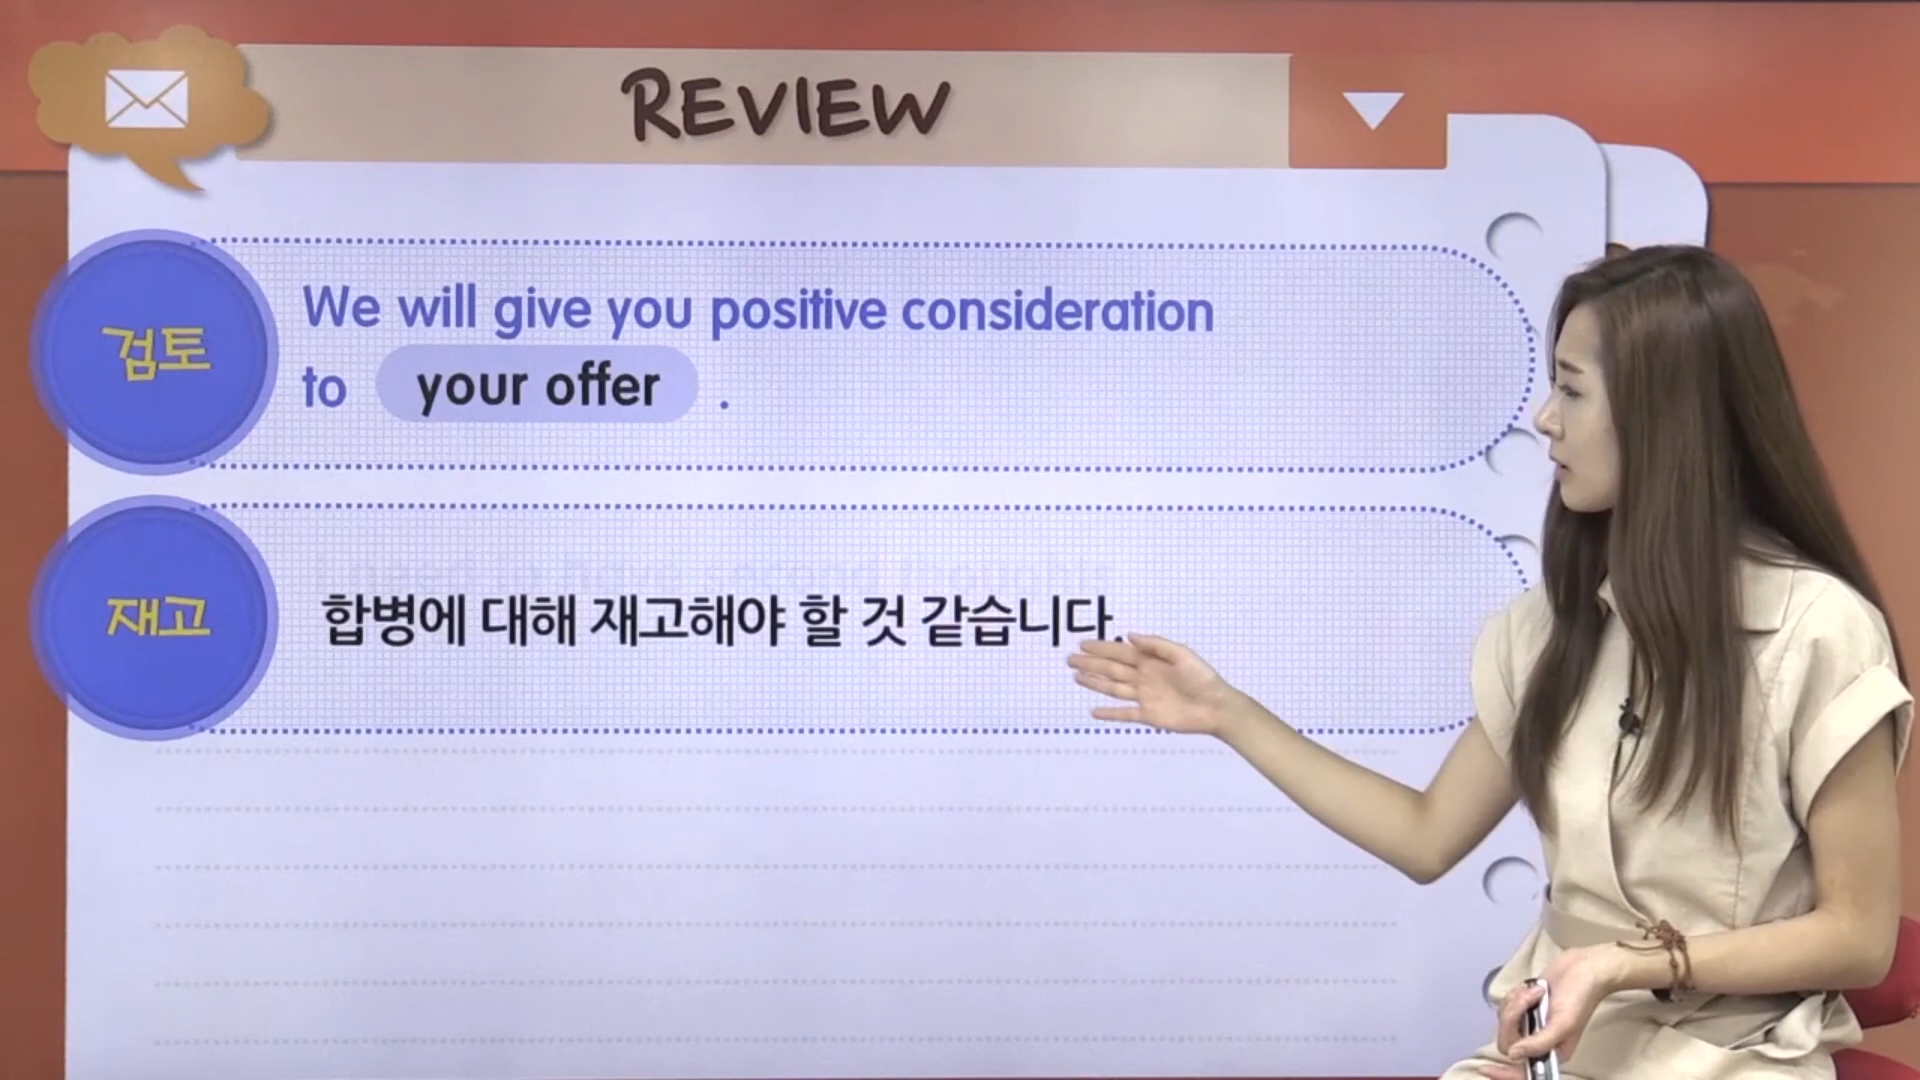 REVIEW
검토
We will give you positive consideration
to your offer .
재고
합병에 대해 재고해야 할 것 같습니다.